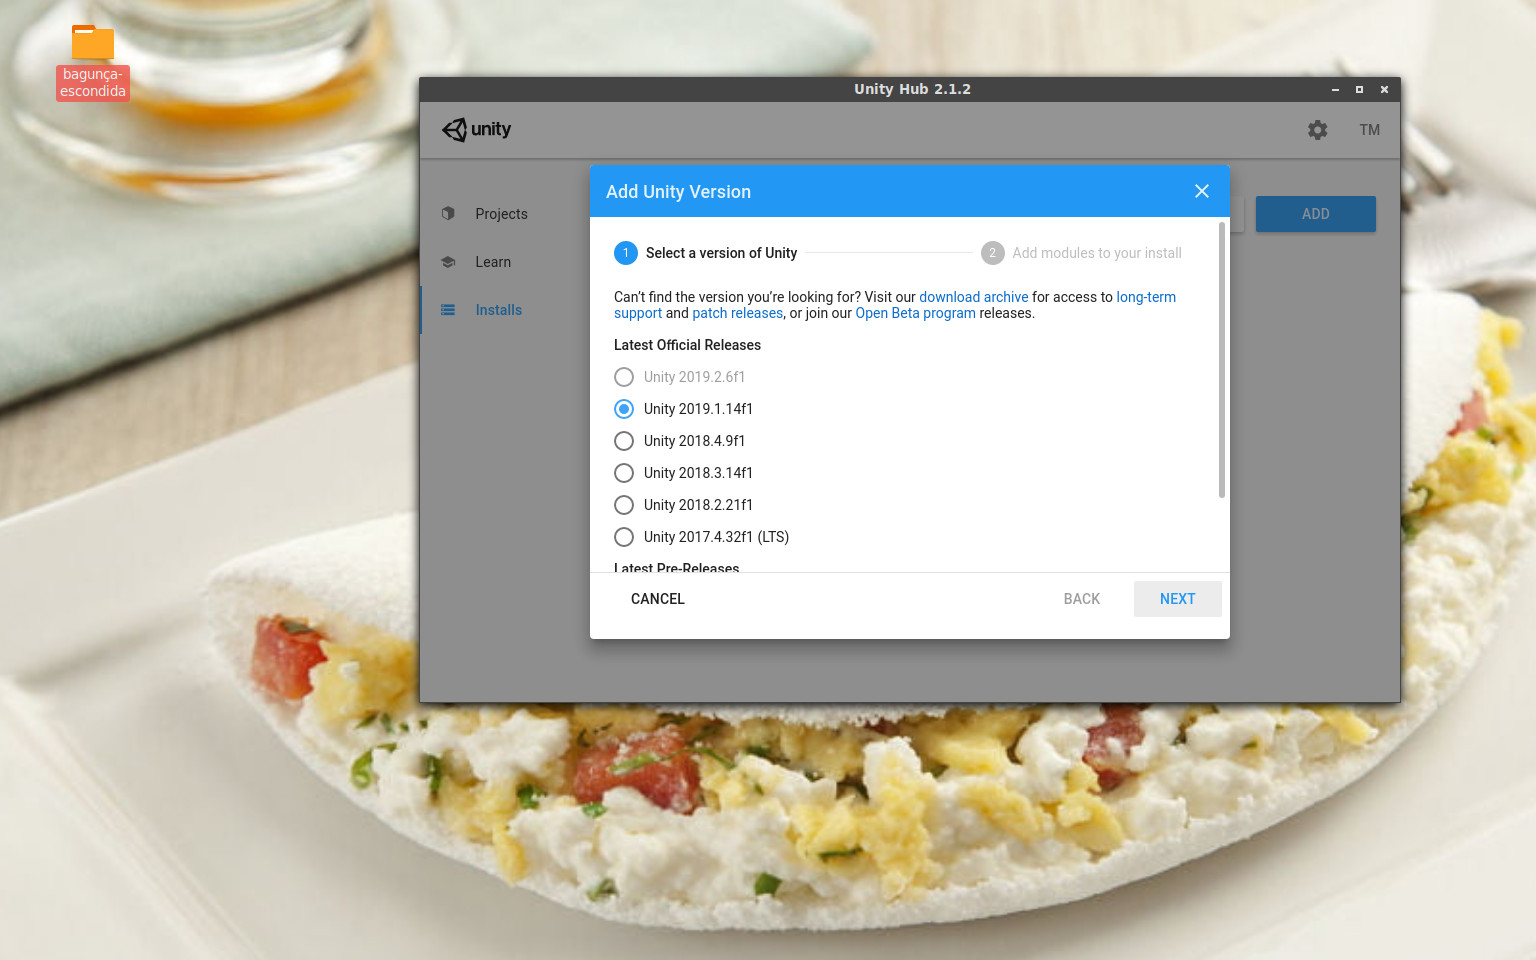 bagunça-
escondida
Unity Hub 2.1.2
unity
TM
Projects
Learn
Installs
ADD
Add Unity Version
1 Select a version of Unity
2 Add modules to your install
Can’t find the version you’re looking for? Visit our download archive for access to long-term
support and patch releases, or join our Open Beta program releases.
Latest Official Releases
Unity 2019.2.6f1
Unity 2019.1.14f1
Unity 2018.4.9f1
Unity 2018.3.14f1
Unity 2018.2.21f1
Unity 2017.4.32f1 (LTS)
Latest Pre-Releases
CANCEL
BACK
NEXT